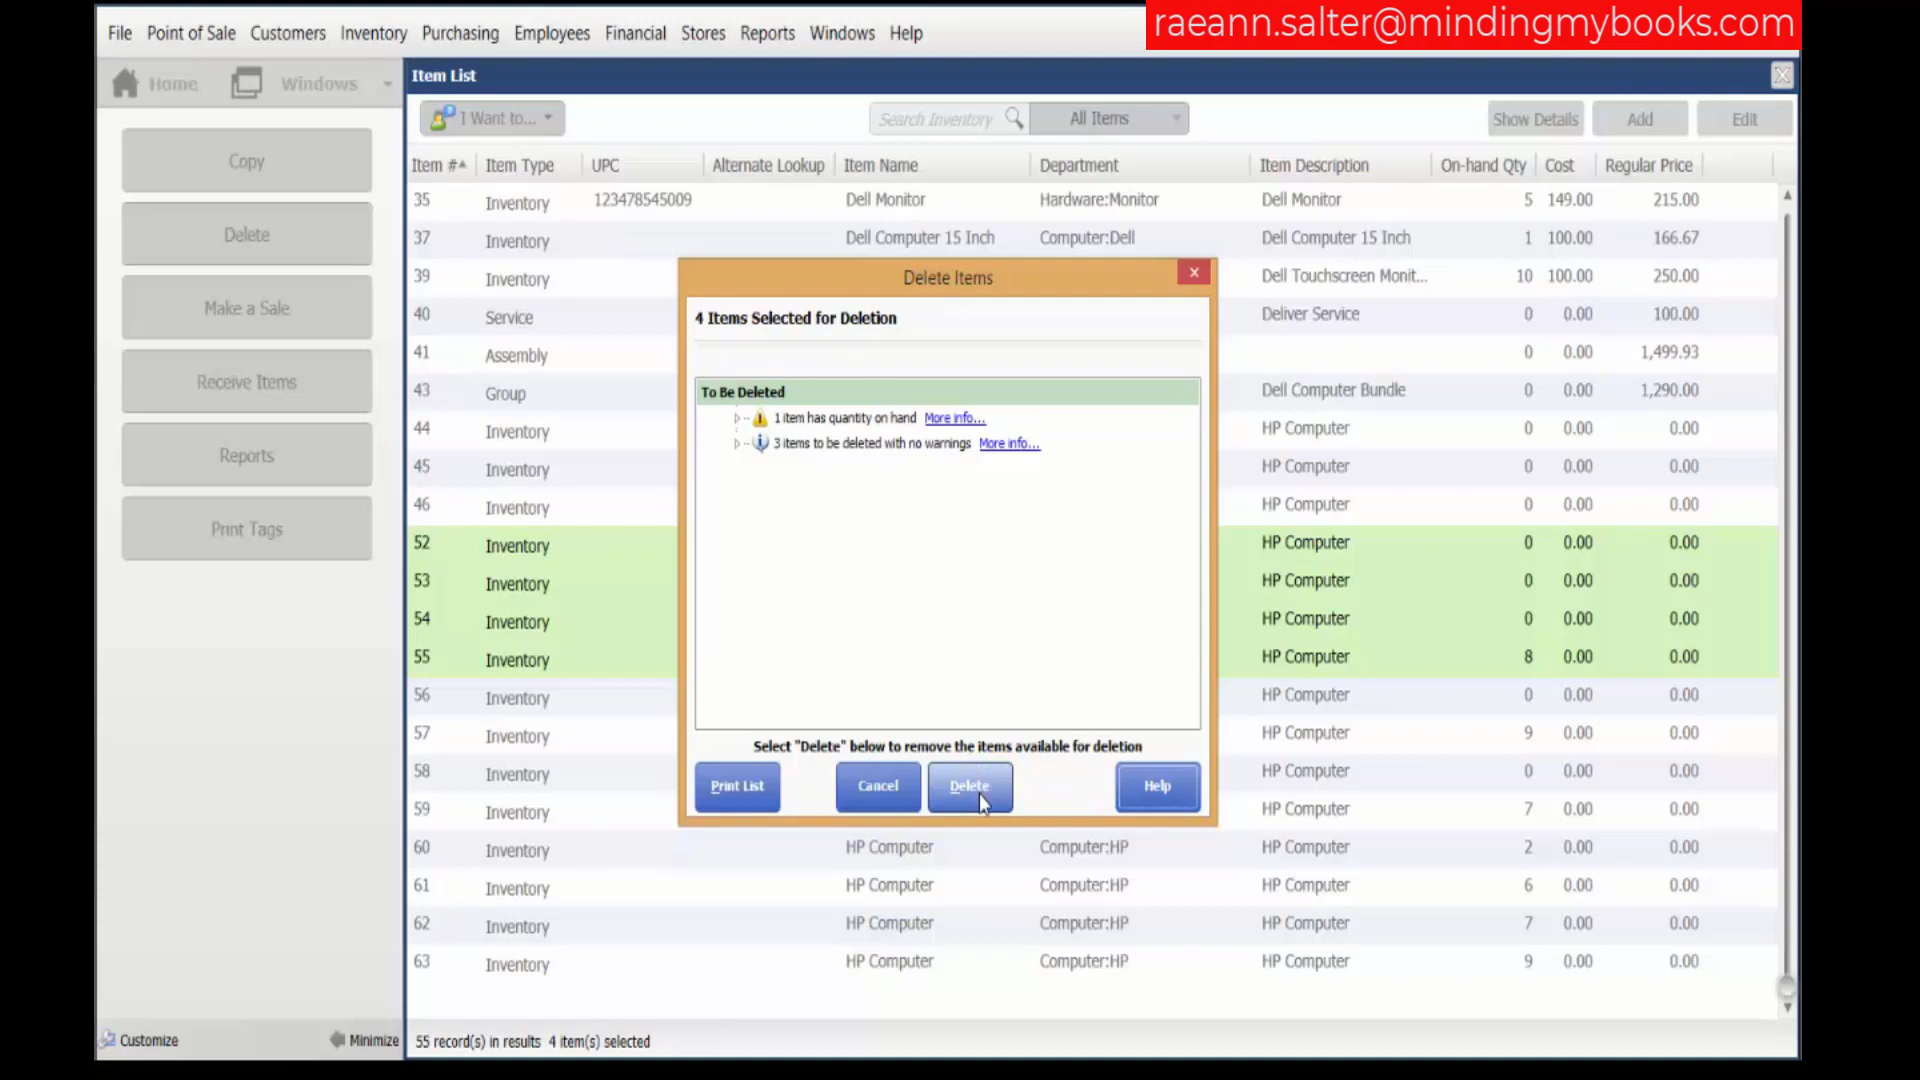 raeann.salter@mindingmybooks.com
File Point of Sale Customers Inventory Purchasing Employees Financial Stores Reports Windows Help
Home Windows
Item List
I Want to... Search Inventory All Items Show Details Add Edit
Copy
Delete
Make a Sale
Receive Items
Reports
Print Tags
Item # Item Type UPC Alternate Lookup Item Name Department Item Description On-hand Qty Cost Regular Price
35 Inventory 123478545009 Dell Monitor Hardware:Monitor Dell Monitor 5 149.00 215.00
37 Inventory Dell Computer 15 Inch Computer:Dell Dell Computer 15 Inch 1 100.00 166.67
39 Inventory Dell Touchscreen Monit... 10 100.00 250.00
40 Service Deliver Service 0 0.00 100.00
41 Assembly 0 0.00 1,499.93
43 Group Dell Computer Bundle 0 0.00 1,290.00
44 Inventory HP Computer 0 0.00 0.00
45 Inventory HP Computer 0 0.00 0.00
46 Inventory HP Computer 0 0.00 0.00
52 Inventory HP Computer 0 0.00 0.00
53 Inventory HP Computer 0 0.00 0.00
54 Inventory HP Computer 0 0.00 0.00
55 Inventory HP Computer 8 0.00 0.00
56 Inventory HP Computer 0 0.00 0.00
57 Inventory HP Computer 9 0.00 0.00
58 Inventory HP Computer 0 0.00 0.00
59 Inventory HP Computer 7 0.00 0.00
60 Inventory HP Computer Computer:HP HP Computer 2 0.00 0.00
61 Inventory HP Computer Computer:HP HP Computer 6 0.00 0.00
62 Inventory HP Computer Computer:HP HP Computer 7 0.00 0.00
63 Inventory HP Computer Computer:HP HP Computer 9 0.00 0.00
Delete Items
4 Items Selected for Deletion
To Be Deleted
1 item has quantity on hand More info...
3 items to be deleted with no warnings More info...
Select "Delete" below to remove the items available for deletion
Print List Cancel Delete Help
Customize Minimize
55 record(s) in results 4 item(s) selected